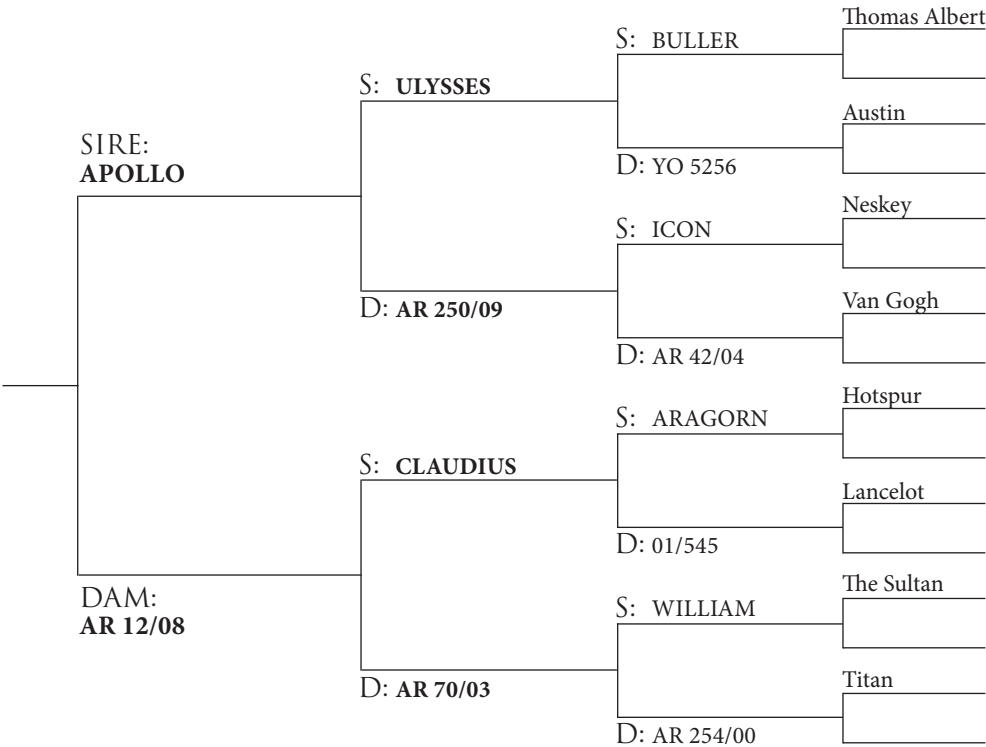 Thomas Albert
S: BULLER
S: ULYSSES
Austin
SIRE:
APOLLO
D: YO 5256
Neskey
S: ICON
Van Gogh
D: AR 250/09
D: AR 42/04
Hotspur
S: ARAGORN
S: CLAUDIUS
Lancelot
D: 01/545
DAM:
AR 12/08
The Sultan
S: WILLIAM
D: AR 70/03
Titan
D: AR 254/00